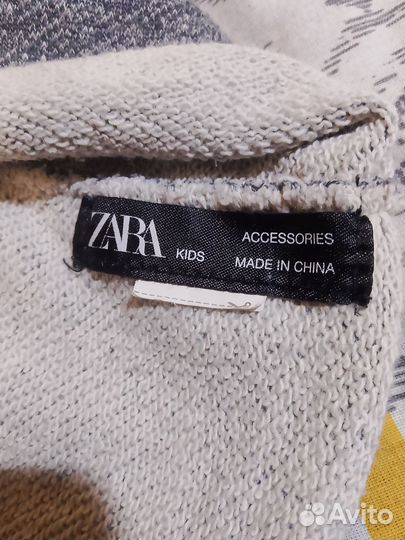 ZARA KIDS ACCESSORIES
MADE IN CHINA
Avito